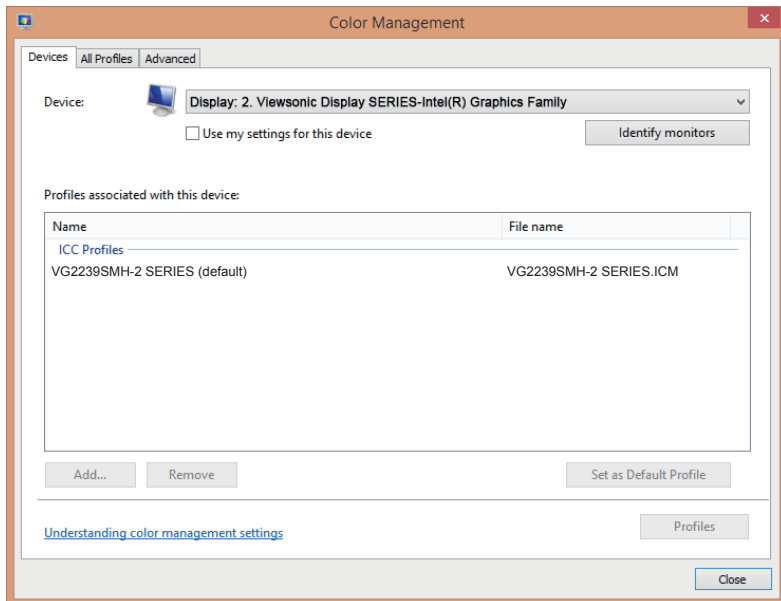 Color Management
Devices All Profiles Advanced
Device: Display: 2. Viewsonic Display SERIES-Intel(R) Graphics Family
Use my settings for this device Identify monitors
Profiles associated with this device:
Name File name
ICC Profiles
VG2239SMH-2 SERIES (default) VG2239SMH-2 SERIES.ICM
Add... Remove Set as Default Profile
Understanding color management settings Profiles
Close